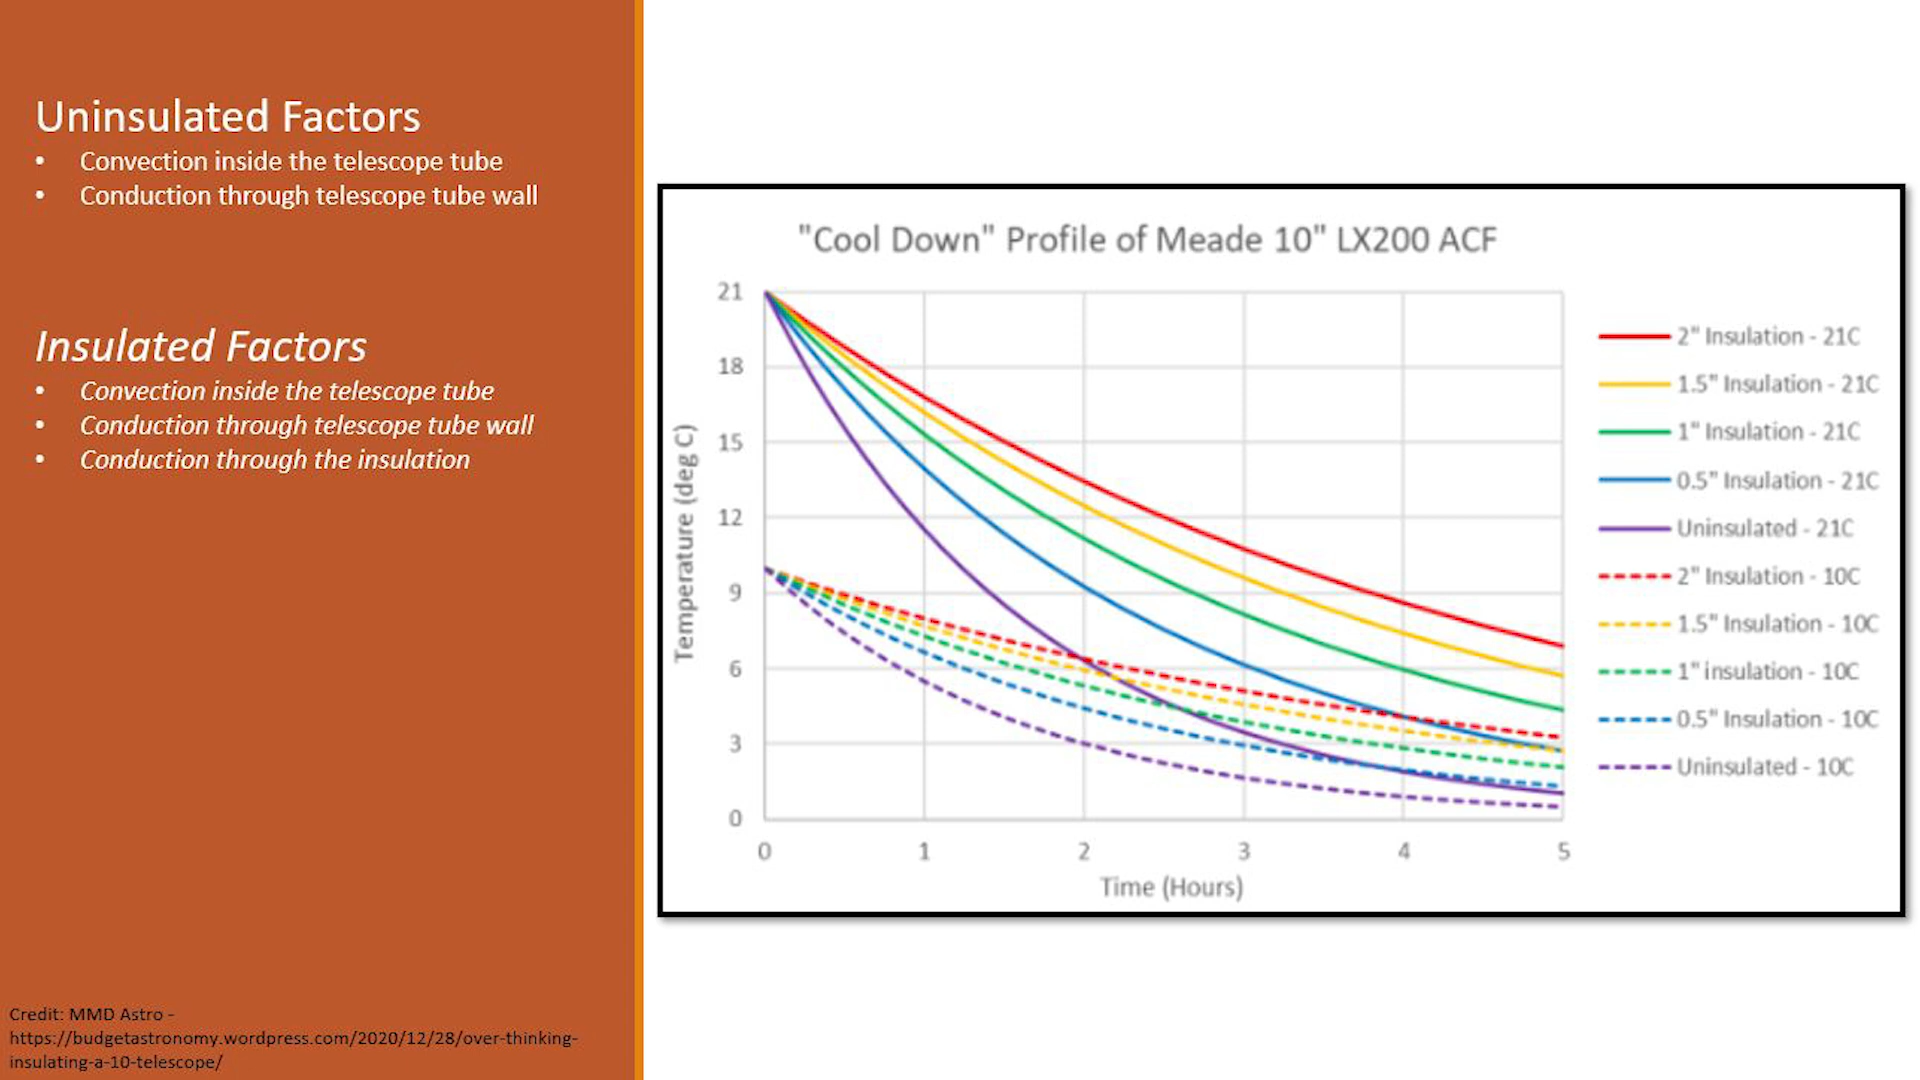 Uninsulated Factors
• Convection inside the telescope tube
• Conduction through telescope tube wall
Insulated Factors
• Convection inside the telescope tube
• Conduction through telescope tube wall
• Conduction through the insulation
Credit: MMD Astro -
https://budgetastronomy.wordpress.com/2020/12/28/over-thinking-
insulating-a-10-telescope/
"Cool Down" Profile of Meade 10" LX200 ACF
Temperature (deg C)
21
18
15
12
9
6
3
0
0 1 2 3 4 5
Time (Hours)
2" Insulation - 21C
1.5" Insulation - 21C
1" Insulation - 21C
0.5" Insulation - 21C
Uninsulated - 21C
2" Insulation - 10C
1.5" Insulation - 10C
1" insulation - 10C
0.5" Insulation - 10C
Uninsulated - 10C